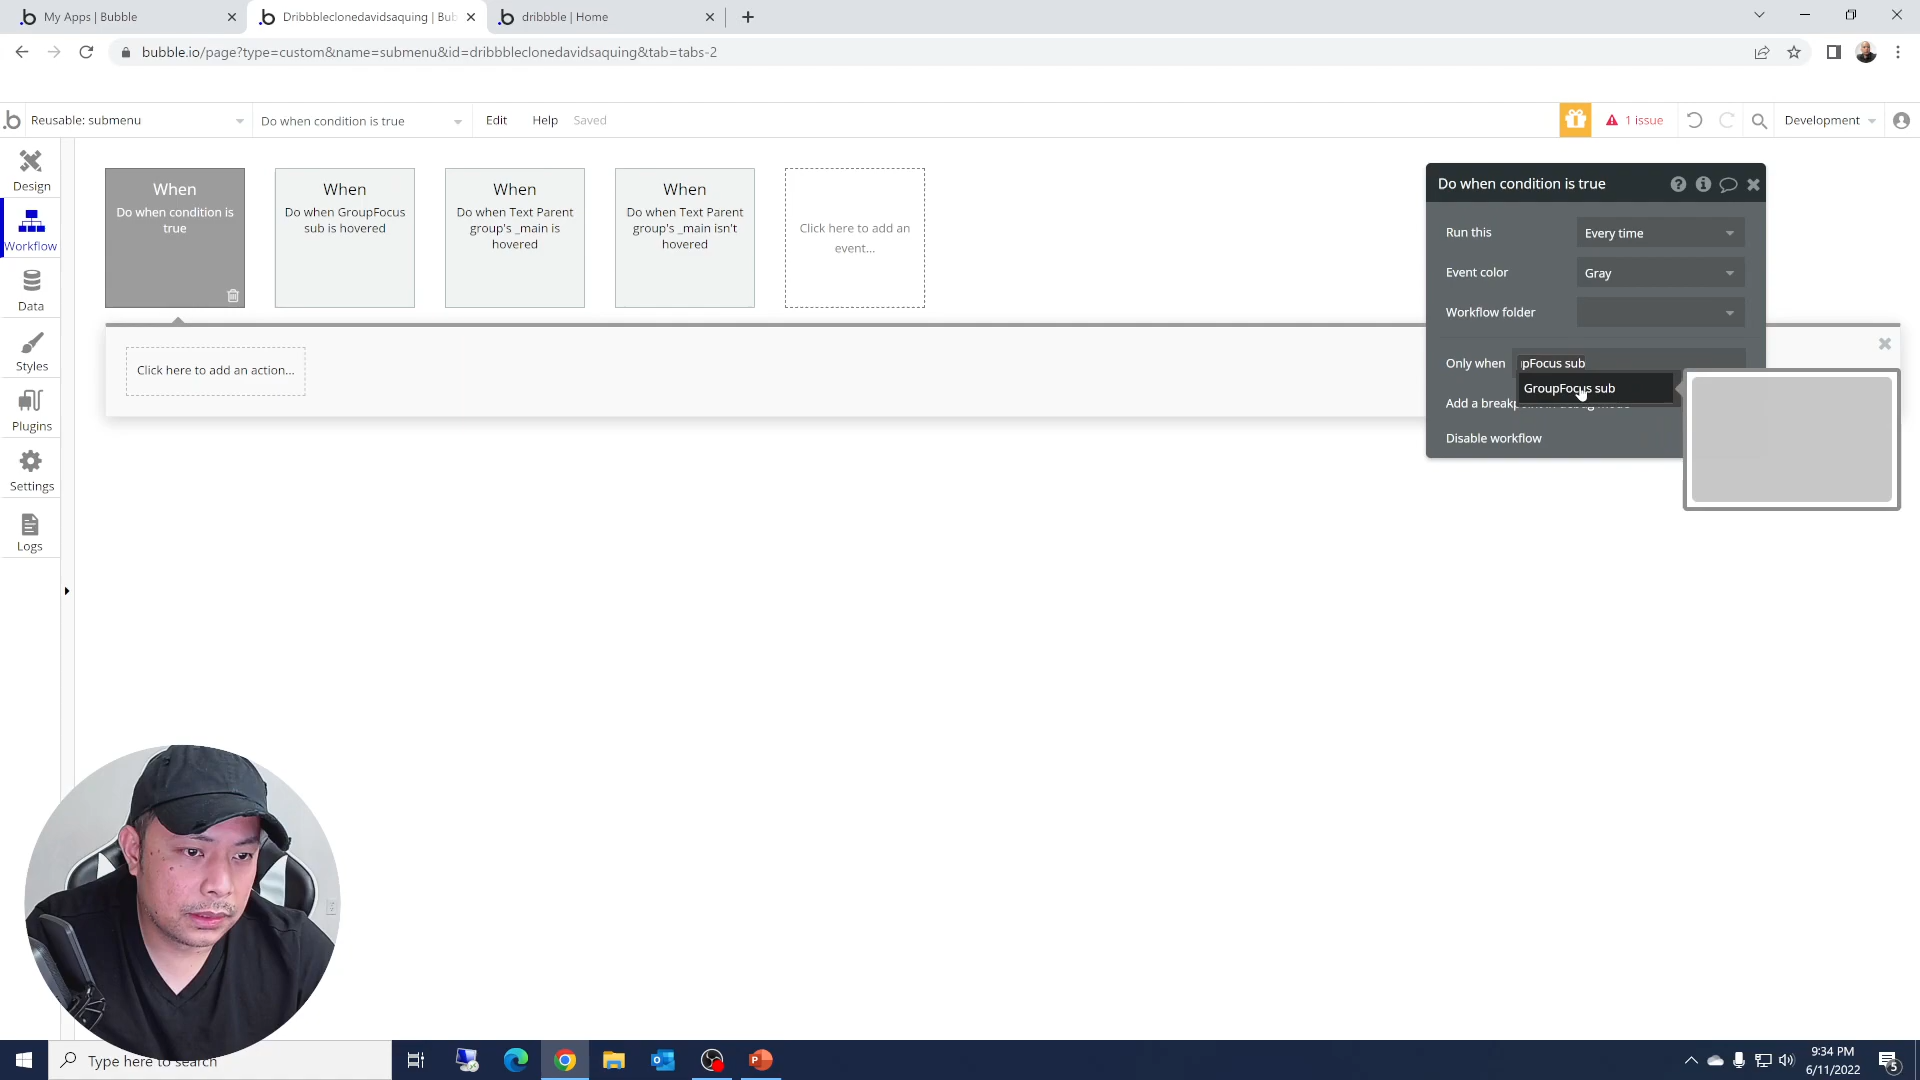 My Apps | Bubble
Dribbbleclonedavidsaquing | Bub
dribbble | Home
bubble.io/page?type=custom&name=submenu&id=dribbbleclonedavidsaquing&tab=tabs-2
Reusable: submenu
Do when condition is true
Edit
Help
Saved
1 issue
Development
Design
Workflow
Data
Styles
Plugins
Settings
Logs
When
Do when condition is
true
When
Do when GroupFocus
sub is hovered
When
Do when Text Parent
group's _main is
hovered
When
Do when Text Parent
group's _main isn't
hovered
Click here to add an
event...
Click here to add an action...
Do when condition is true
Run this
Every time
Event color
Gray
Workflow folder
Only when
pFocus sub
GroupFocus sub
Add a breakpoint in debug mode
Disable workflow
Type here to search
9:34 PM
6/11/2022
5